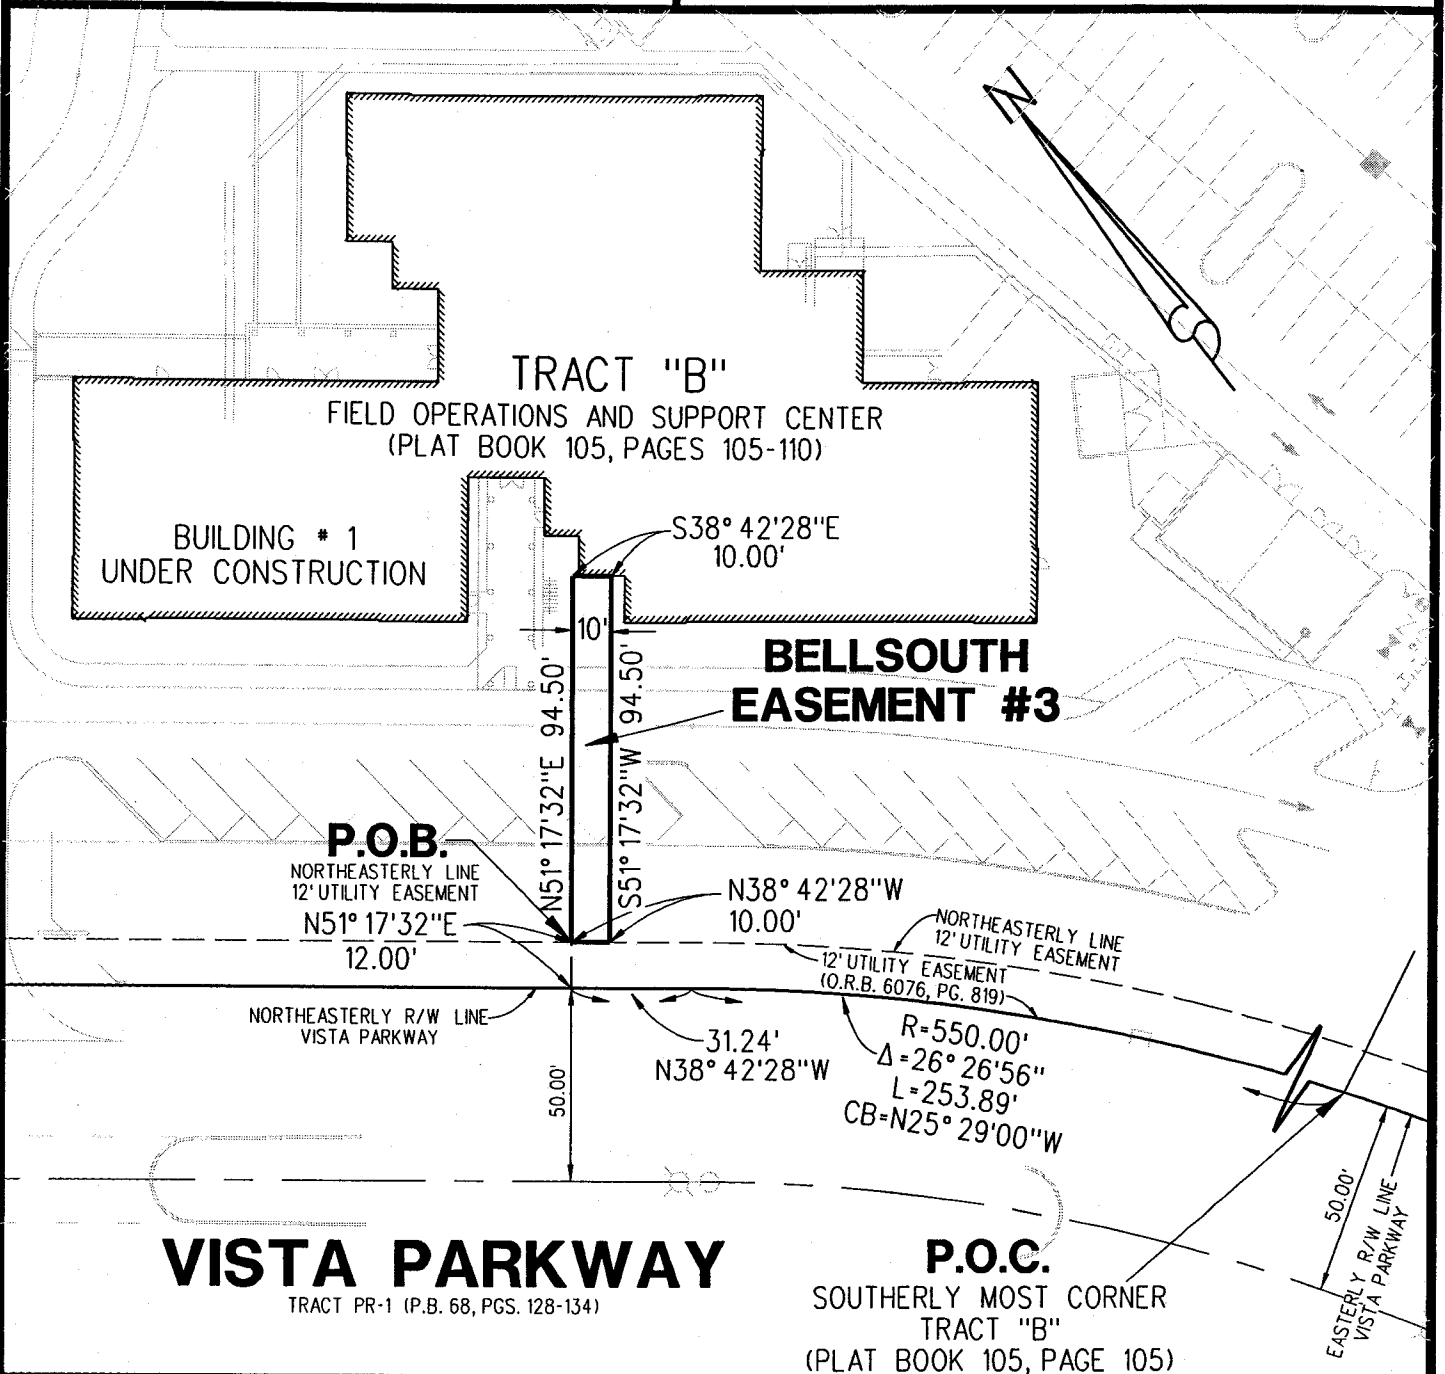 N
TRACT "B"
FIELD OPERATIONS AND SUPPORT CENTER
(PLAT BOOK 105, PAGES 105-110)
BUILDING # 1
UNDER CONSTRUCTION
S38° 42'28"E
10.00'
10'
BELLSOUTH
EASEMENT #3
N51° 17'32"E 94.50'
S51° 17'32"W 94.50'
P.O.B.
NORTHEASTERLY LINE
12' UTILITY EASEMENT
N51° 17'32"E
12.00'
N38° 42'28"W
10.00'
NORTHEASTERLY LINE
12' UTILITY EASEMENT
12' UTILITY EASEMENT
(O.R.B. 6076, PG. 819)
NORTHEASTERLY R/W LINE
VISTA PARKWAY
31.24'
N38° 42'28"W
R=550.00'
Δ=26° 26'56"
L=253.89'
CB=N25° 29'00"W
50.00'
50.00'
EASTERLY R/W LINE
VISTA PARKWAY
VISTA PARKWAY
TRACT PR-1 (P.B. 68, PGS. 128-134)
P.O.C.
SOUTHERLY MOST CORNER
TRACT "B"
(PLAT BOOK 105, PAGE 105)